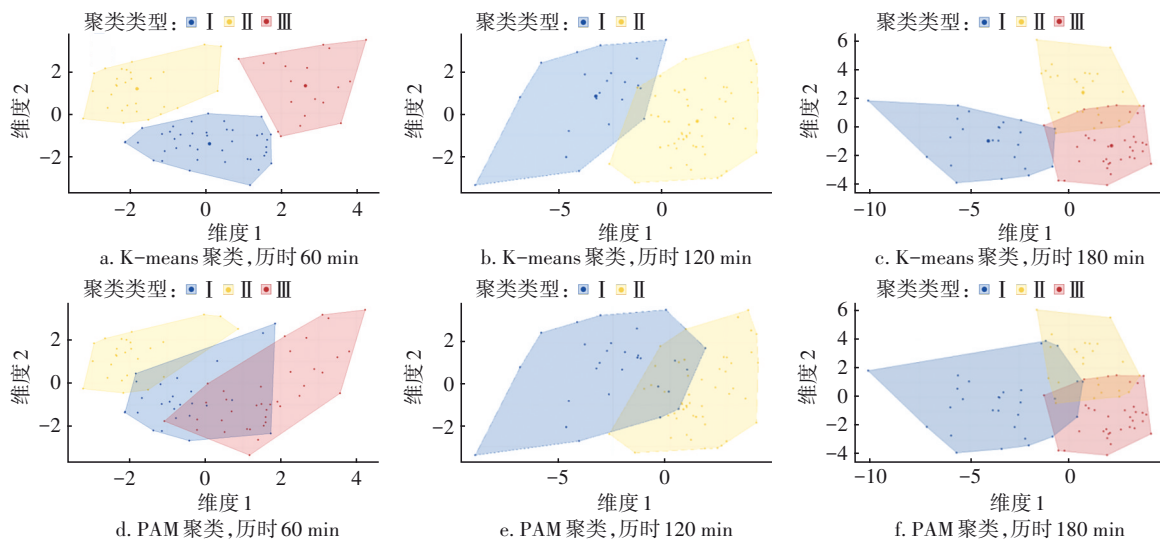 聚类类型: Ⅰ Ⅱ Ⅲ
维度 2
2
0
−2
−2 0 2 4
维度 1
a. K-means 聚类,历时 60 min
聚类类型: Ⅰ Ⅱ
维度 2
2
0
−2
−5 0
维度 1
b. K-means 聚类,历时 120 min
聚类类型: Ⅰ Ⅱ Ⅲ
维度 2
6
4
2
0
−2
−4
−10 −5 0
维度 1
c. K-means 聚类,历时 180 min
聚类类型: Ⅰ Ⅱ Ⅲ
维度 2
2
0
−2
−2 0 2 4
维度 1
d. PAM 聚类,历时 60 min
聚类类型: Ⅰ Ⅱ
维度 2
2
0
−2
−5 0
维度 1
e. PAM 聚类,历时 120 min
聚类类型: Ⅰ Ⅱ Ⅲ
维度 2
6
4
2
0
−2
−4
−10 −5 0
维度 1
f. PAM 聚类,历时 180 min